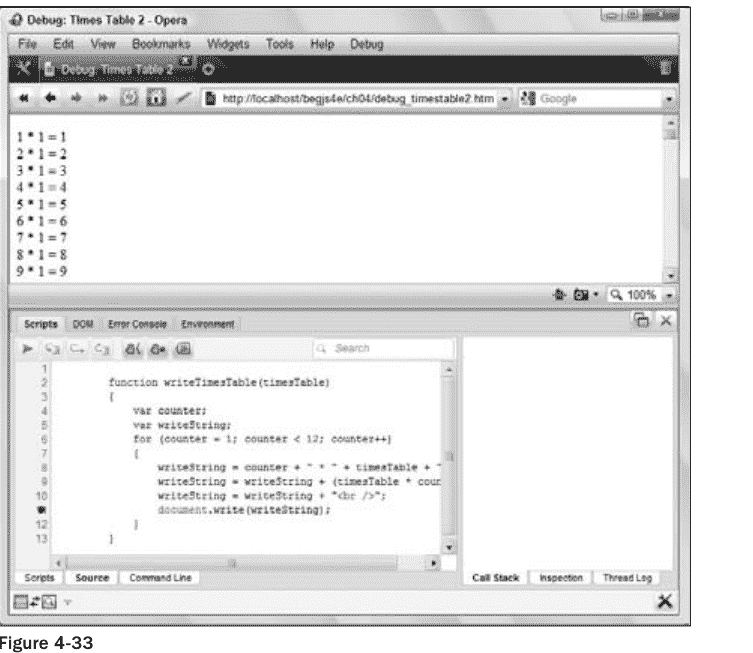 Debug: Times Table 2 - Opera
File Edit View Bookmarks Widgets Tools Help Debug
Debug: Times Table 2
http://localhost/begjs4e/ch04/debug_timestable2.htm
Google
1 * 1 = 1
2 * 1 = 2
3 * 1 = 3
4 * 1 = 4
5 * 1 = 5
6 * 1 = 6
7 * 1 = 7
8 * 1 = 8
9 * 1 = 9
100%
Scripts DOM Error Console Environment
Search
1
2 function writeTimesTable(timesTable)
3 {
4 var counter;
5 var writeString;
6 for (counter = 1; counter < 12; counter++)
7 {
8 writeString = counter + " * " + timesTable + "
9 writeString = writeString + (timesTable * coun
10 writeString = writeString + "<br />";
document.write(writeString);
12 }
13 }
Scripts Source Command Line
Call Stack Inspection Thread Log
Figure 4-33